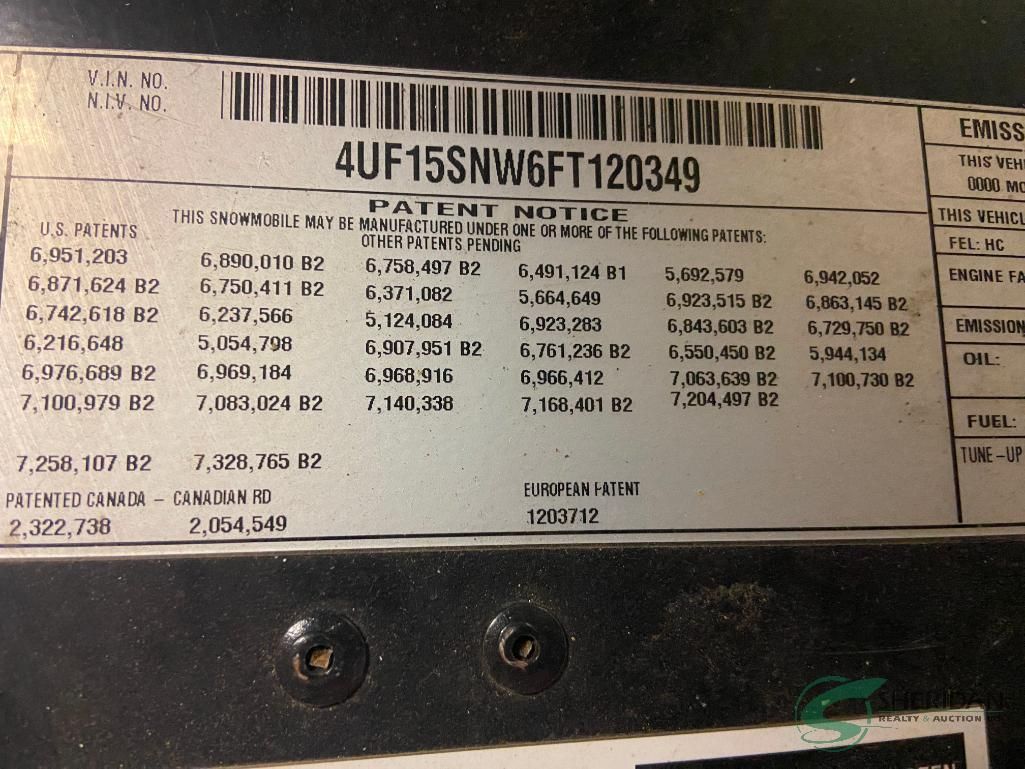 V.I.N. NO.
N.I.V. NO.
4UF15SNW6FT120349
PATENT NOTICE
THIS SNOWMOBILE MAY BE MANUFACTURED UNDER ONE OR MORE OF THE FOLLOWING PATENTS:
OTHER PATENTS PENDING
U.S. PATENTS
6,951,203 6,890,010 B2 6,758,497 B2 6,491,124 B1 5,692,579 6,942,052
6,871,624 B2 6,750,411 B2 6,371,082 5,664,649 6,923,515 B2 6,863,145 B2
6,742,618 B2 6,237,566 5,124,084 6,923,283 6,843,603 B2 6,729,750 B2
6,216,648 5,054,798 6,907,951 B2 6,761,236 B2 6,550,450 B2 5,944,134
6,976,689 B2 6,969,184 6,968,916 6,966,412 7,063,639 B2 7,100,730 B2
7,100,979 B2 7,083,024 B2 7,140,338 7,168,401 B2 7,204,497 B2
7,258,107 B2 7,328,765 B2
PATENTED CANADA – CANADIAN RD
2,322,738 2,054,549
EUROPEAN PATENT
1203712
EMISS
THIS VEHI
0000 MO
THIS VEHICL
FEL: HC
ENGINE FA
EMISSION
OIL:
FUEL:
TUNE-UP
SHERIDAN
REALTY & AUCTION